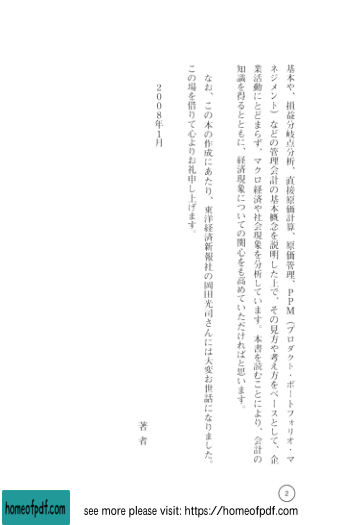 基本や、損益分岐点分析、直接原価計算、原価管理、PPM（プロダクト・ポートフォリオ・マ
ネジメント）などの管理会計の基本概念を説明した上で、その見方や考え方をベースとして、企
業活動にとどまらず、マクロ経済や社会現象を分析しています。本書を読むことにより、会計の
知識を得るとともに、経済現象についての関心をも高めていただければと思います。
なお、この本の作成にあたり、東洋経済新報社の岡田光司さんには大変お世話になりました。
この場を借りて心よりお礼申し上げます。
2008年1月
著者
2
homeofpdf.com
see more please visit: https://homeofpdf.com